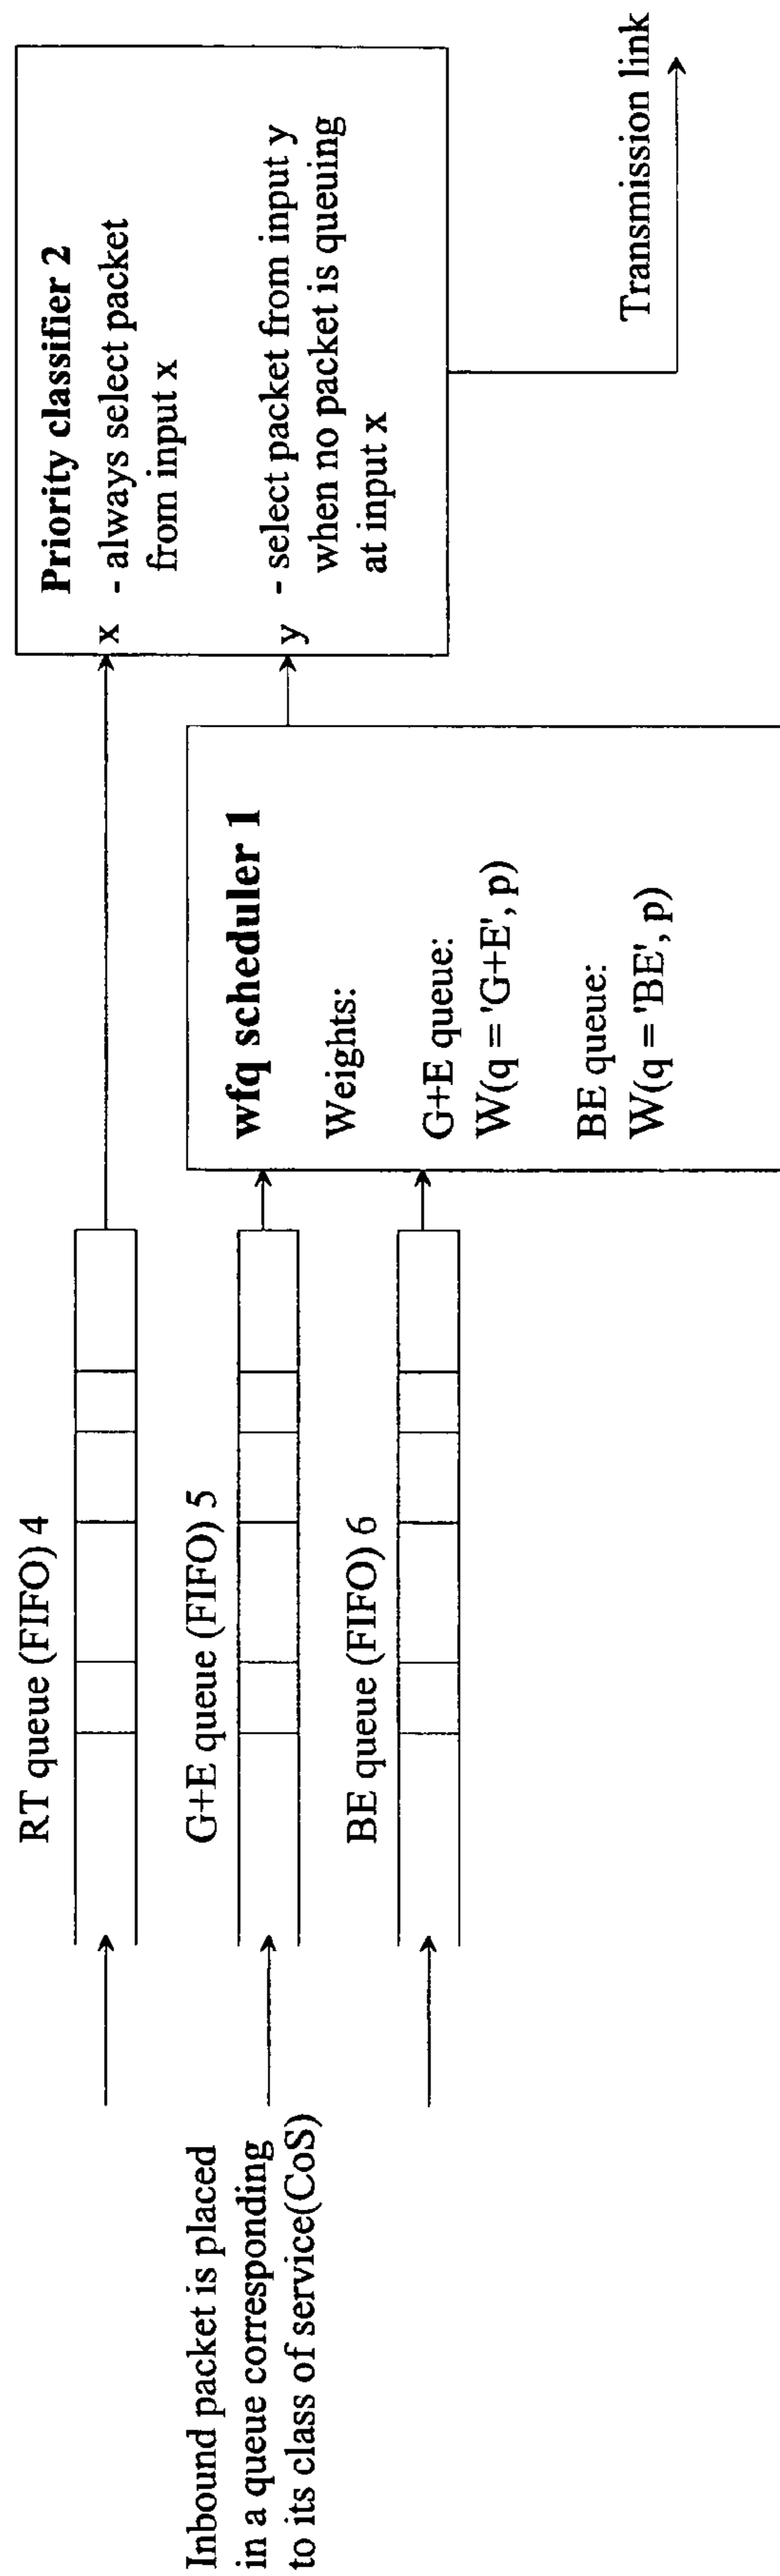 Inbound packet is placed
in a queue corresponding
to its class of service(CoS)
RT queue (FIFO) 4
G+E queue (FIFO) 5
BE queue (FIFO) 6
wfq scheduler 1
Weights:
G+E queue:
W(q = 'G+E', p)
BE queue:
W(q = 'BE', p)
Priority classifier 2
x - always select packet
from input x
y - select packet from input y
when no packet is queuing
at input x
Transmission link